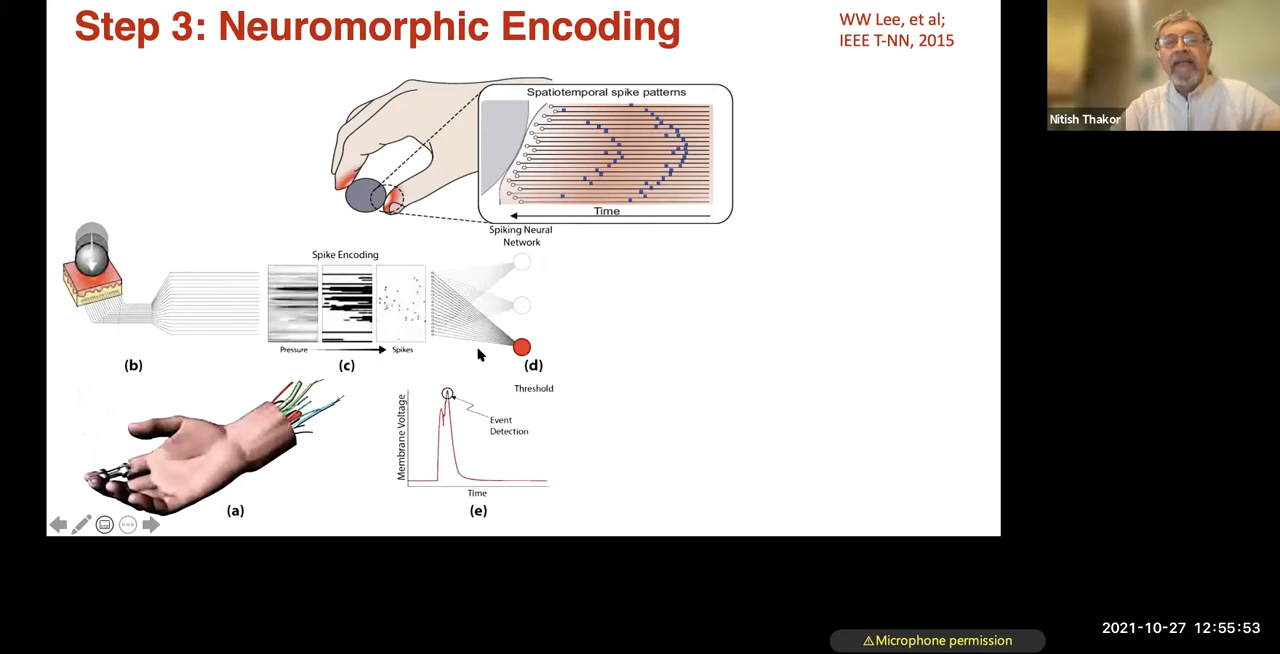 Step 3: Neuromorphic Encoding
WW Lee, et al;
IEEE T-NN, 2015
Nitish Thakor
Spatiotemporal spike patterns
Time
Spiking Neural
Network
Spike Encoding
Pressure
Spikes
(b)
(c)
(d)
Threshold
Membrane Voltage
Event
Detection
Time
(a)
(e)
2021-10-27 12:55:53
⚠Microphone permission